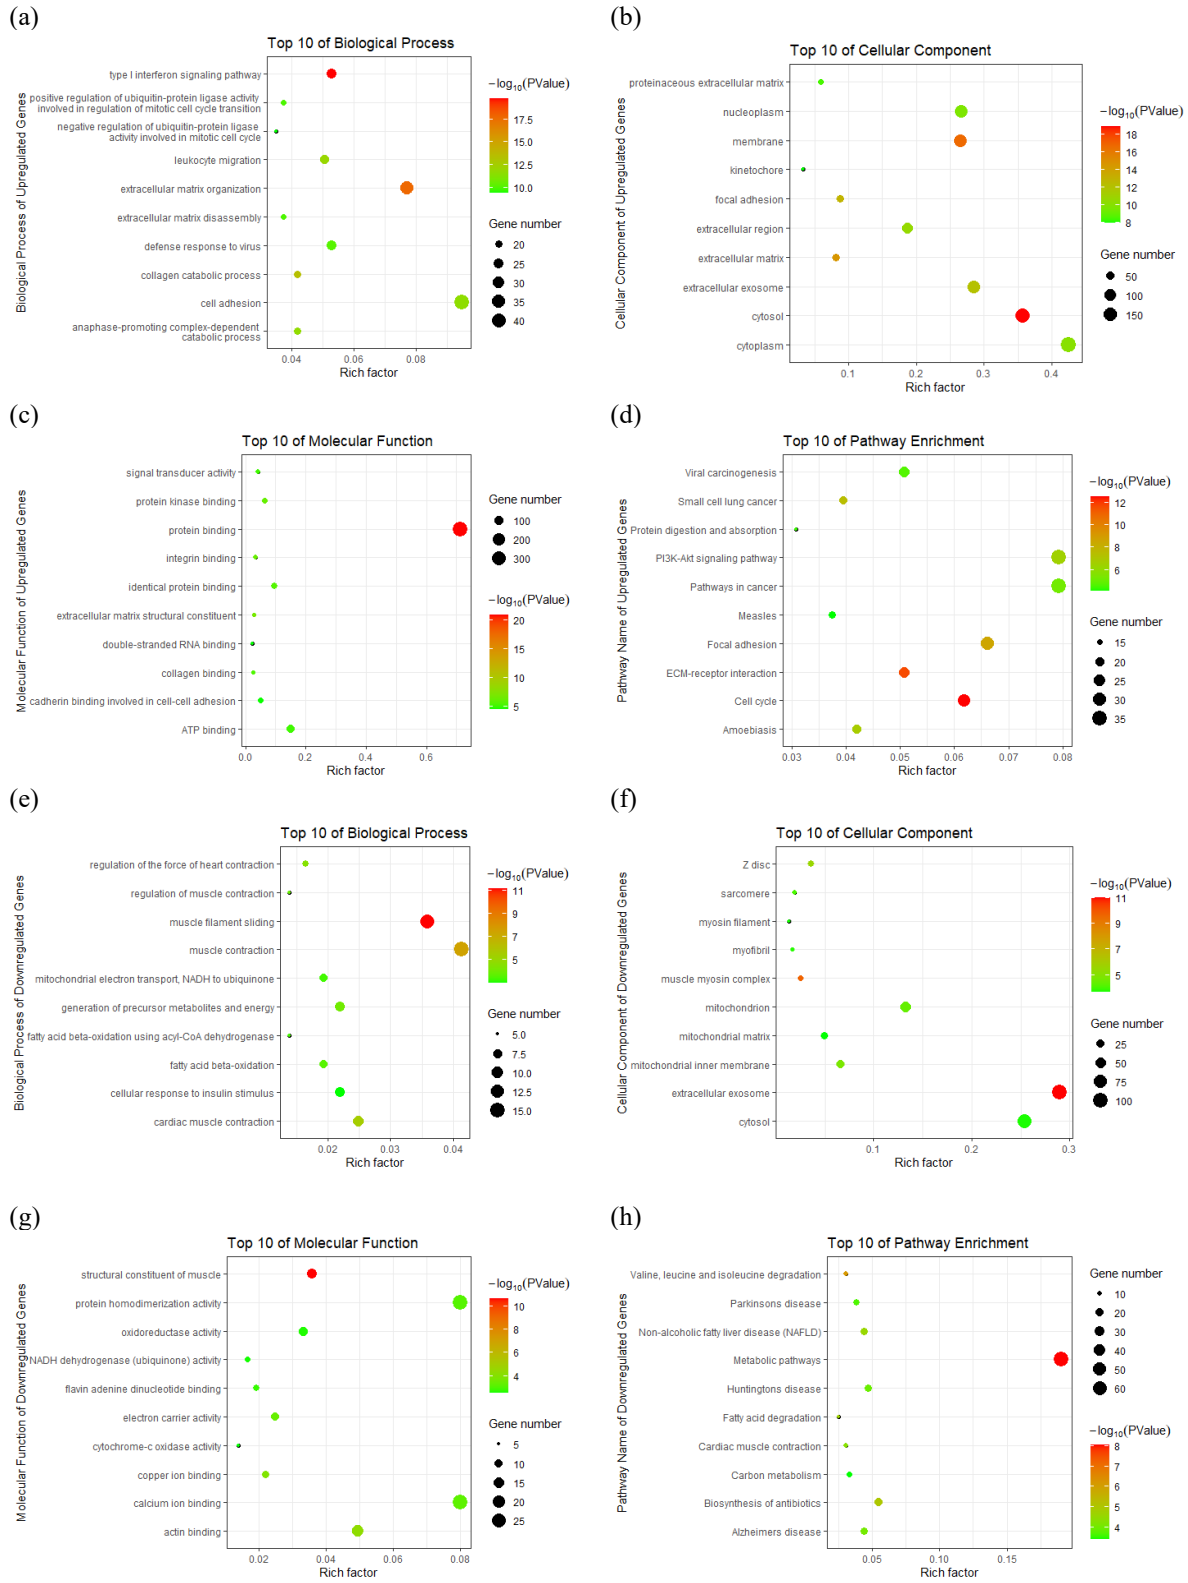 (a)
Top 10 of Biological Process
Biological Process of Upregulated Genes
type I interferon signaling pathway
positive regulation of ubiquitin-protein ligase activity
involved in regulation of mitotic cell cycle transition
negative regulation of ubiquitin-protein ligase
activity involved in mitotic cell cycle
leukocyte migration
extracellular matrix organization
extracellular matrix disassembly
defense response to virus
collagen catabolic process
cell adhesion
anaphase-promoting complex-dependent
catabolic process
0.04 0.06 0.08
Rich factor
−log10(PValue)
17.5
15.0
12.5
10.0
Gene number
20
25
30
35
40
(b)
Top 10 of Cellular Component
Cellular Component of Upregulated Genes
proteinaceous extracellular matrix
nucleoplasm
membrane
kinetochore
focal adhesion
extracellular region
extracellular matrix
extracellular exosome
cytosol
cytoplasm
0.1 0.2 0.3 0.4
Rich factor
−log10(PValue)
18
16
14
12
10
8
Gene number
50
100
150
(c)
Top 10 of Molecular Function
Molecular Function of Upregulated Genes
signal transducer activity
protein kinase binding
protein binding
integrin binding
identical protein binding
extracellular matrix structural constituent
double-stranded RNA binding
collagen binding
cadherin binding involved in cell-cell adhesion
ATP binding
0.0 0.2 0.4 0.6
Rich factor
Gene number
100
200
300
−log10(PValue)
20
15
10
5
(d)
Top 10 of Pathway Enrichment
Pathway Name of Upregulated Genes
Viral carcinogenesis
Small cell lung cancer
Protein digestion and absorption
PI3K-Akt signaling pathway
Pathways in cancer
Measles
Focal adhesion
ECM-receptor interaction
Cell cycle
Amoebiasis
0.03 0.04 0.05 0.06 0.07 0.08
Rich factor
−log10(PValue)
12
10
8
6
Gene number
15
20
25
30
35
(e)
Top 10 of Biological Process
Biological Process of Downregulated Genes
regulation of the force of heart contraction
regulation of muscle contraction
muscle filament sliding
muscle contraction
mitochondrial electron transport, NADH to ubiquinone
generation of precursor metabolites and energy
fatty acid beta-oxidation using acyl-CoA dehydrogenase
fatty acid beta-oxidation
cellular response to insulin stimulus
cardiac muscle contraction
0.02 0.03 0.04
Rich factor
−log10(PValue)
11
9
7
5
Gene number
5.0
7.5
10.0
12.5
15.0
(f)
Top 10 of Cellular Component
Cellular Component of Downregulated Genes
Z disc
sarcomere
myosin filament
myofibril
muscle myosin complex
mitochondrion
mitochondrial matrix
mitochondrial inner membrane
extracellular exosome
cytosol
0.1 0.2 0.3
Rich factor
−log10(PValue)
11
9
7
5
Gene number
25
50
75
100
(g)
Top 10 of Molecular Function
Molecular Function of Downregulated Genes
structural constituent of muscle
protein homodimerization activity
oxidoreductase activity
NADH dehydrogenase (ubiquinone) activity
flavin adenine dinucleotide binding
electron carrier activity
cytochrome-c oxidase activity
copper ion binding
calcium ion binding
actin binding
0.02 0.04 0.06 0.08
Rich factor
−log10(PValue)
10
8
6
4
Gene number
5
10
15
20
25
(h)
Top 10 of Pathway Enrichment
Pathway Name of Downregulated Genes
Valine, leucine and isoleucine degradation
Parkinsons disease
Non-alcoholic fatty liver disease (NAFLD)
Metabolic pathways
Huntingtons disease
Fatty acid degradation
Cardiac muscle contraction
Carbon metabolism
Biosynthesis of antibiotics
Alzheimers disease
0.05 0.10 0.15
Rich factor
Gene number
10
20
30
40
50
60
−log10(PValue)
8
7
6
5
4